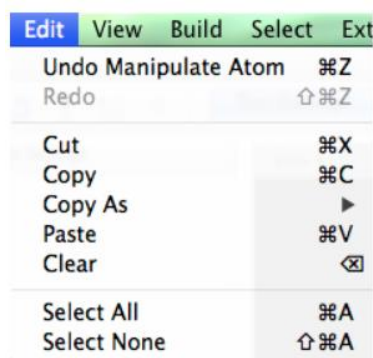 Edit View Build Select Ext
Undo Manipulate Atom ⌘Z
Redo ⇧⌘Z
Cut ⌘X
Copy ⌘C
Copy As ▶
Paste ⌘V
Clear ⌫
Select All ⌘A
Select None ⇧⌘A